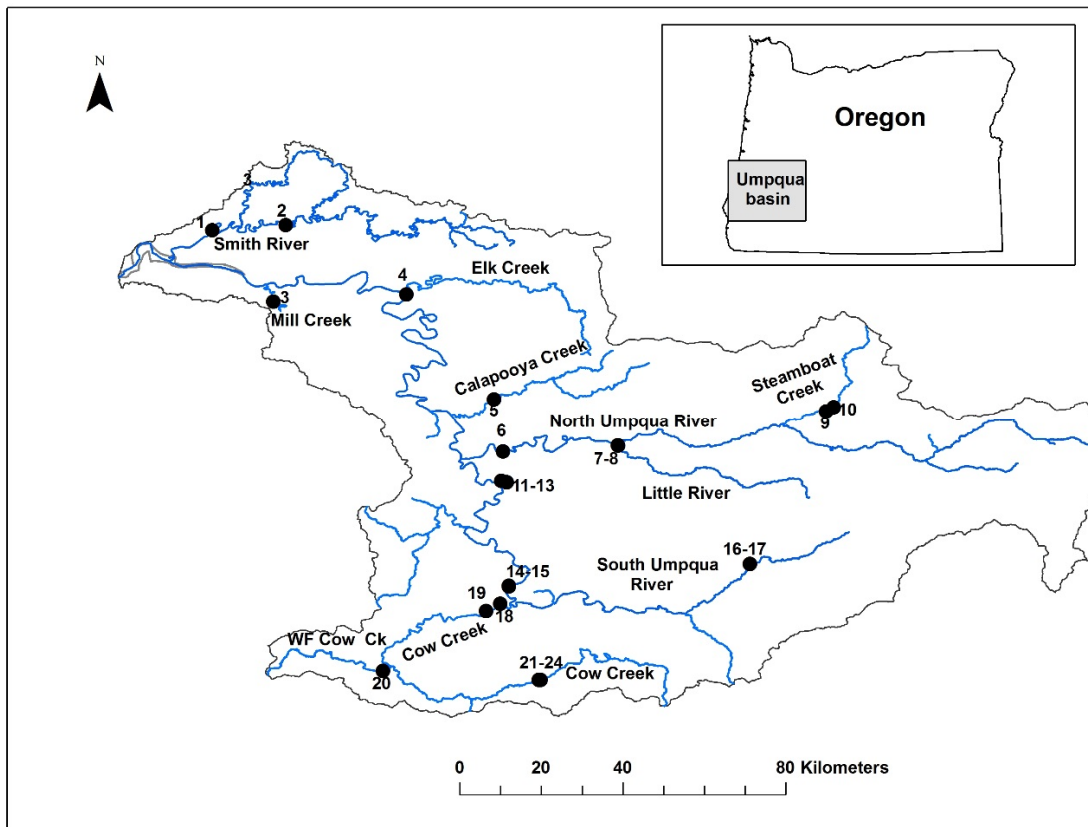 N
Oregon
Umpqua
basin
3
1
2
Smith River
4
Elk Creek
3
Mill Creek
Calapooya Creek
5
Steamboat
Creek
10
9
6
North Umpqua River
7-8
11-13
Little River
16-17
South Umpqua
River
14-15
19
18
Cow Creek
WF Cow Ck
20
21-24
Cow Creek
0 20 40 80 Kilometers